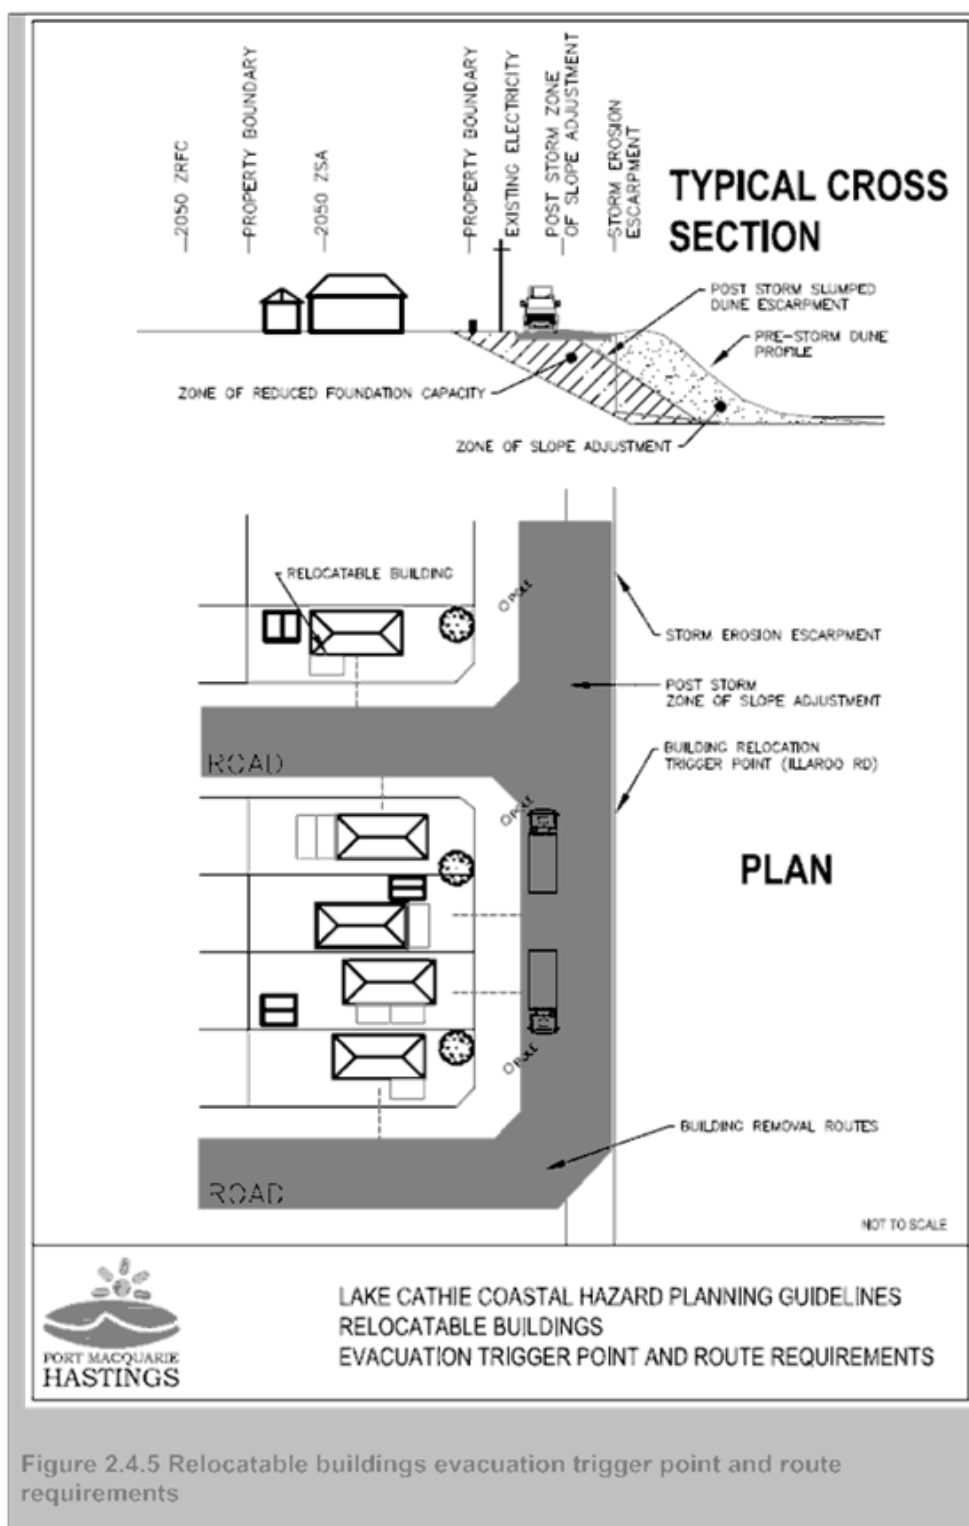 2050 ZRFC
PROPERTY BOUNDARY
2050 ZSA
PROPERTY BOUNDARY
EXISTING ELECTRICITY
POST STORM ZONE
OF SLOPE ADJUSTMENT
STORM EROSION
ESCARPMENT
TYPICAL CROSS
SECTION
POST STORM SLUMPED
DUNE ESCARPMENT
PRE-STORM DUNE
PROFILE
ZONE OF REDUCED FOUNDATION CAPACITY
ZONE OF SLOPE ADJUSTMENT
RELOCATABLE BUILDING
POLE
STORM EROSION ESCARPMENT
POST STORM
ZONE OF SLOPE ADJUSTMENT
BUILDING RELOCATION
TRIGGER POINT (ILLAROO RD)
ROAD
POLE
PLAN
POLE
BUILDING REMOVAL ROUTES
ROAD
NOT TO SCALE
PORT MACQUARIE
HASTINGS
LAKE CATHIE COASTAL HAZARD PLANNING GUIDELINES
RELOCATABLE BUILDINGS
EVACUATION TRIGGER POINT AND ROUTE REQUIREMENTS
Figure 2.4.5 Relocatable buildings evacuation trigger point and route
requirements